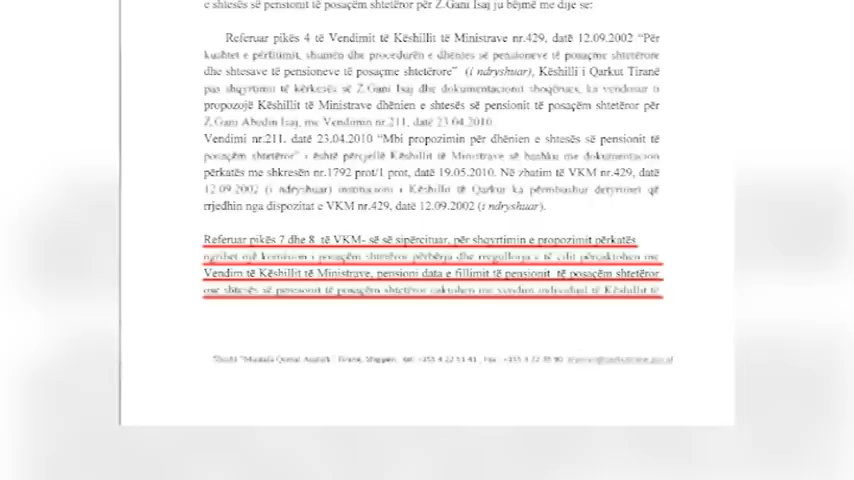 e shtesës së pensionit të posaçëm shtetëror për Z.Gani Isaj ju bëjmë me dije se:
Referuar pikës 4 të Vendimit të Këshillit të Ministrave nr.429, datë 12.09.2002 “Për
kushtet e përfitimit, shumën dhe procedurën e dhënies së pensioneve të posaçme shtetërore
dhe shtesave të pensioneve të posaçme shtetërore” (i ndryshuar), Këshilli i Qarkut Tiranë
pas shqyrtimit të kërkesës së Z.Gani Isaj dhe dokumentacionit shoqërues, ka vendosur t'i
propozojë Këshillit të Ministrave dhënien e shtesës së pensionit të posaçëm shtetëror për
Z.Gani Abedin Isaj, me Vendimin nr.211, datë 23.04.2010.
Vendimi nr.211, datë 23.04.2010 “Mbi propozimin për dhënien e shtesës së pensionit të
posaçëm shtetëror” i është përcjellë Këshillit të Ministrave së bashku me dokumentacion
përkatës me shkresën nr.1792 prot/1 prot, datë 19.05.2010. Në zbatim të VKM nr.429, datë
12.09.2002 (i ndryshuar) institucioni i Këshillit të Qarkut ka përmbushur detyrimet që
rrjedhin nga dispozitat e VKM nr.429, datë 12.09.2002 (i ndryshuar).
Referuar pikës 7 dhe 8 të VKM- së së sipërcituar, për shqyrtimin e propozimit përkatës
ngrihet një komision i posaçëm shtetëror përbërja dhe rregullorja e të cilit përcaktohen me
Vendim të Këshillit të Ministrave, pensioni data e fillimit të pensionit të posaçëm shtetëror
ose shtesës së pensionit të posaçëm shtetëror caktohen me vendim individual të Këshillit të
Tiranë, Shqipëri